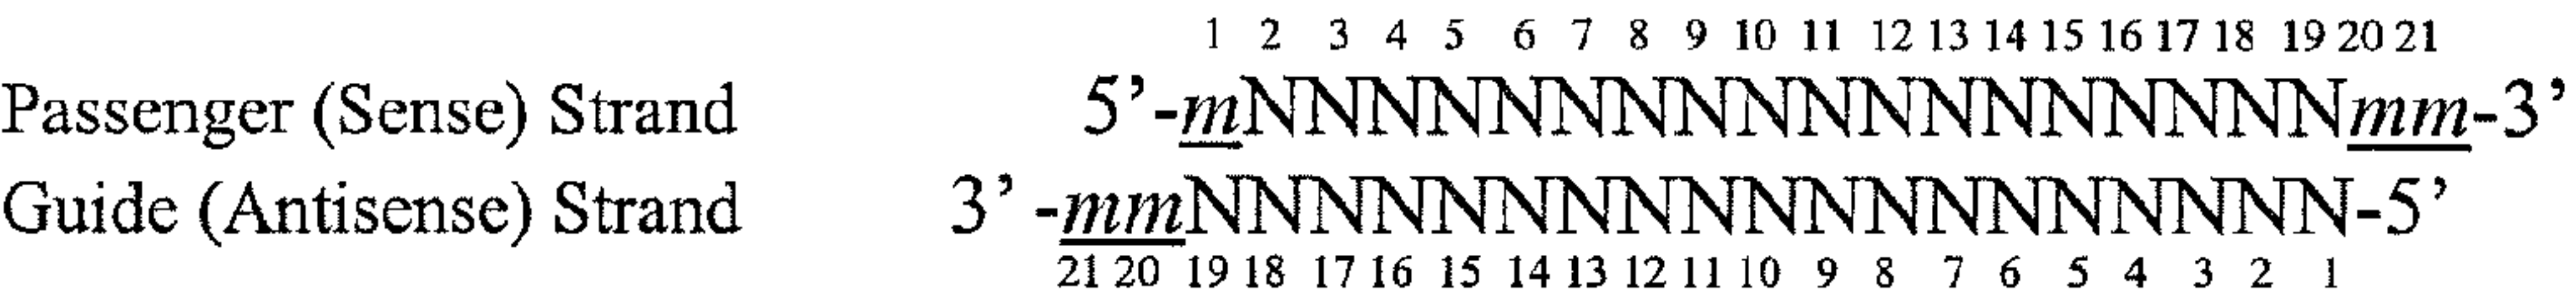 1 2 3 4 5 6 7 8 9 10 11 12 13 14 15 16 17 18 19 20 21
Passenger (Sense) Strand 5’-mNNNNNNNNNNNNNNNNNNmm-3’
Guide (Antisense) Strand 3’ -mmNNNNNNNNNNNNNNNNNNN-5’
21 20 19 18 17 16 15 14 13 12 11 10 9 8 7 6 5 4 3 2 1